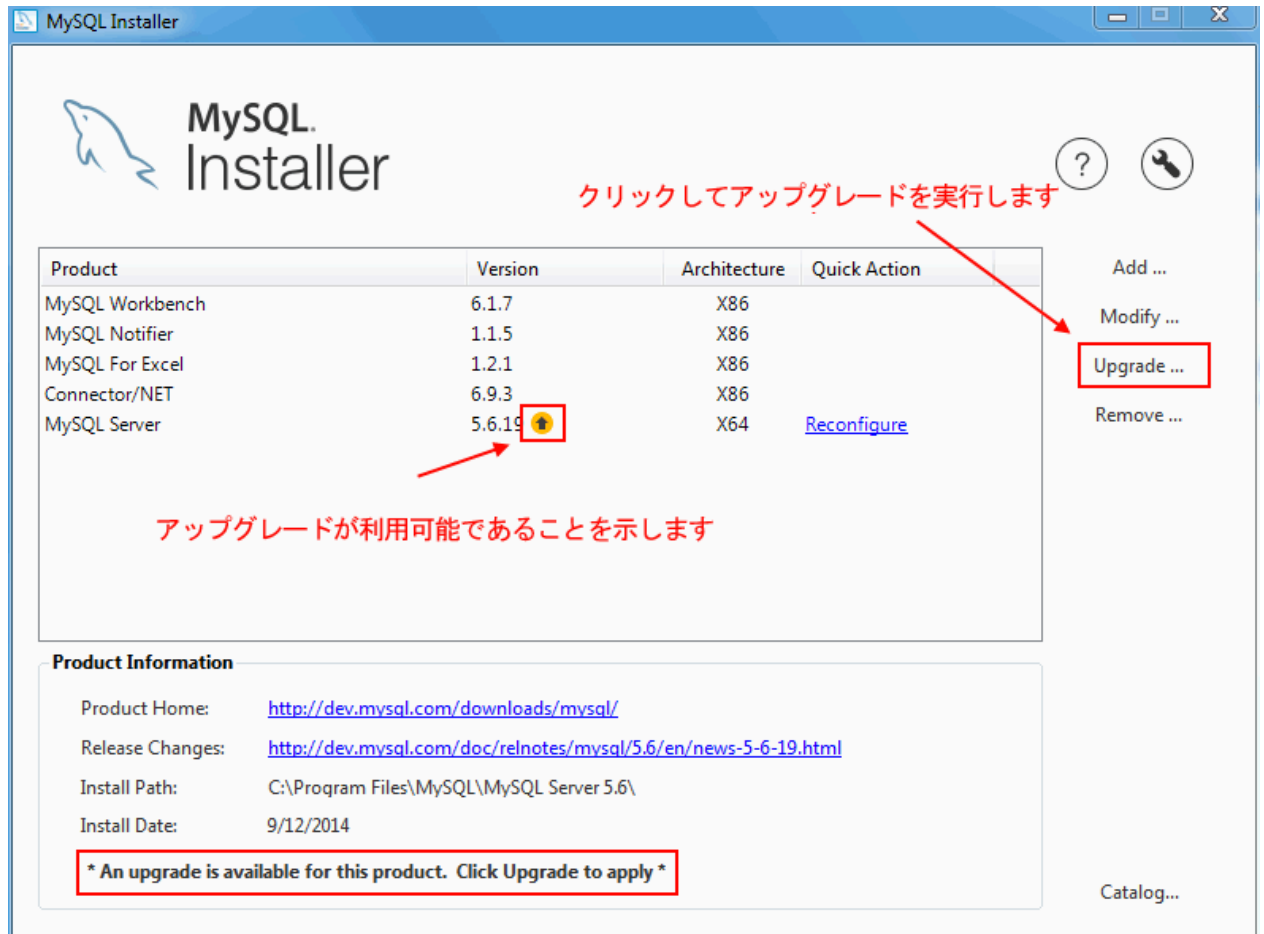 MySQL Installer
MySQL.
Installer
?
クリックしてアップグレードを実行します
Product Version Architecture Quick Action
Add ...
MySQL Workbench 6.1.7 X86
Modify ...
MySQL Notifier 1.1.5 X86
MySQL For Excel 1.2.1 X86
Upgrade ...
Connector/NET 6.9.3 X86
MySQL Server 5.6.19 X64 Reconfigure
Remove ...
アップグレードが利用可能であることを示します
Product Information
Product Home: http://dev.mysql.com/downloads/mysql/
Release Changes: http://dev.mysql.com/doc/relnotes/mysql/5.6/en/news-5-6-19.html
Install Path: C:\Program Files\MySQL\MySQL Server 5.6\
Install Date: 9/12/2014
* An upgrade is available for this product. Click Upgrade to apply *
Catalog...